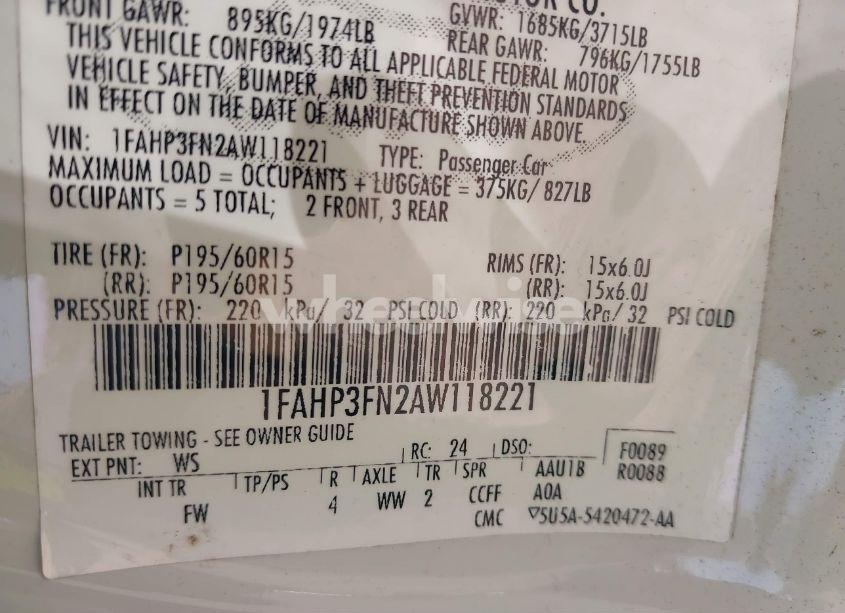 FRONT GAWR: 895KG/1974LB GVWR: 1685KG/3715LB
REAR GAWR: 796KG/1755LB
THIS VEHICLE CONFORMS TO ALL APPLICABLE FEDERAL MOTOR
VEHICLE SAFETY, BUMPER, AND THEFT PREVENTION STANDARDS
IN EFFECT ON THE DATE OF MANUFACTURE SHOWN ABOVE.
VIN: 1FAHP3FN2AW118221 TYPE: Passenger Car
MAXIMUM LOAD = OCCUPANTS + LUGGAGE = 375KG/ 827LB
OCCUPANTS = 5 TOTAL; 2 FRONT, 3 REAR
TIRE (FR): P195/60R15 RIMS (FR): 15x6.0J
(RR): P195/60R15 (RR): 15x6.0J
PRESSURE (FR): 220 kPa/ 32 PSI COLD (RR): 220 kPa/ 32 PSI COLD
1FAHP3FN2AW118221
TRAILER TOWING - SEE OWNER GUIDE
EXT PNT: WS RC: 24 DSO: F0089
R0088
INT TR TP/PS R AXLE TR SPR AAU1B
FW 4 WW 2 CCFF A0A
CMC ▽5U5A-5420472-AA